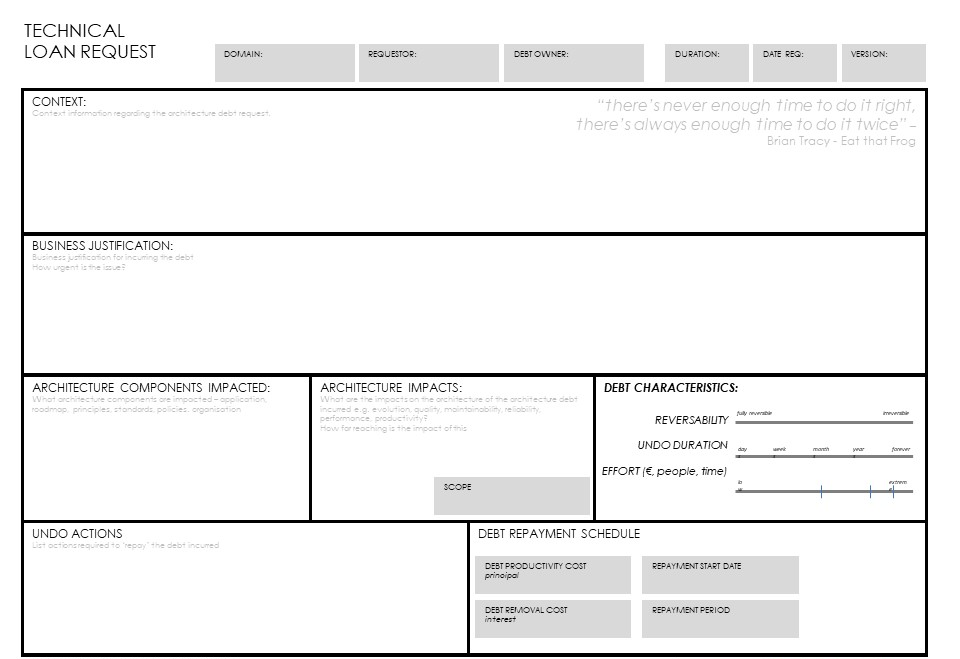 TECHNICAL
LOAN REQUEST
DOMAIN:
REQUESTOR:
DEBT OWNER:
DURATION:
DATE REQ:
VERSION:
CONTEXT:
Context information regarding the architecture debt request.
“there’s never enough time to do it right,
there’s always enough time to do it twice” –
Brian Tracy - Eat that Frog
BUSINESS JUSTIFICATION:
Business justification for incurring the debt
How urgent is the issue?
ARCHITECTURE COMPONENTS IMPACTED:
What architecture components are impacted – application,
roadmap, principles, standards, policies, organisation
ARCHITECTURE IMPACTS:
What are the impacts on the architecture of the architecture debt
incurred e.g. evolution, quality, maintainability, reliability,
performance, productivity?
How far reaching is the impact of this
SCOPE
DEBT CHARACTERISTICS:
REVERSABILITY
fully reversable
irreverable
UNDO DURATION
day
week
month
year
forever
EFFORT (€, people, time)
lo
w
extrem
e
UNDO ACTIONS
List actions required to ‘repay’ the debt incurred
DEBT REPAYMENT SCHEDULE
DEBT PRODUCTIVITY COST
principal
REPAYMENT START DATE
DEBT REMOVAL COST
interest
REPAYMENT PERIOD